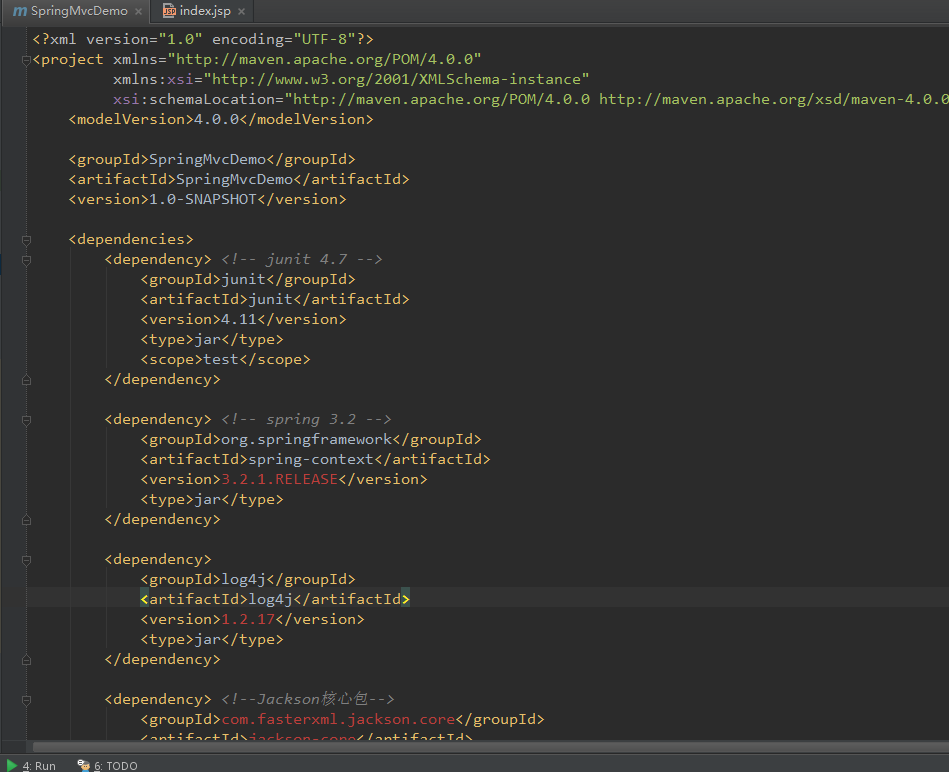 m SpringMvcDemo × JSP index.jsp ×
<?xml version="1.0" encoding="UTF-8"?>
<project xmlns="http://maven.apache.org/POM/4.0.0"
         xmlns:xsi="http://www.w3.org/2001/XMLSchema-instance"
         xsi:schemaLocation="http://maven.apache.org/POM/4.0.0 http://maven.apache.org/xsd/maven-4.0.0
    <modelVersion>4.0.0</modelVersion>
    <groupId>SpringMvcDemo</groupId>
    <artifactId>SpringMvcDemo</artifactId>
    <version>1.0-SNAPSHOT</version>
    <dependencies>
        <dependency> <!-- junit 4.7 -->
            <groupId>junit</groupId>
            <artifactId>junit</artifactId>
            <version>4.11</version>
            <type>jar</type>
            <scope>test</scope>
        </dependency>
        <dependency> <!-- spring 3.2 -->
            <groupId>org.springframework</groupId>
            <artifactId>spring-context</artifactId>
            <version>3.2.1.RELEASE</version>
            <type>jar</type>
        </dependency>
        <dependency>
            <groupId>log4j</groupId>
            <artifactId>log4j</artifactId>
            <version>1.2.17</version>
            <type>jar</type>
        </dependency>
        <dependency> <!--Jackson核心包-->
            <groupId>com.fasterxml.jackson.core</groupId>
            <artifactId>jackson-core</artifactId>
4: Run 6: TODO